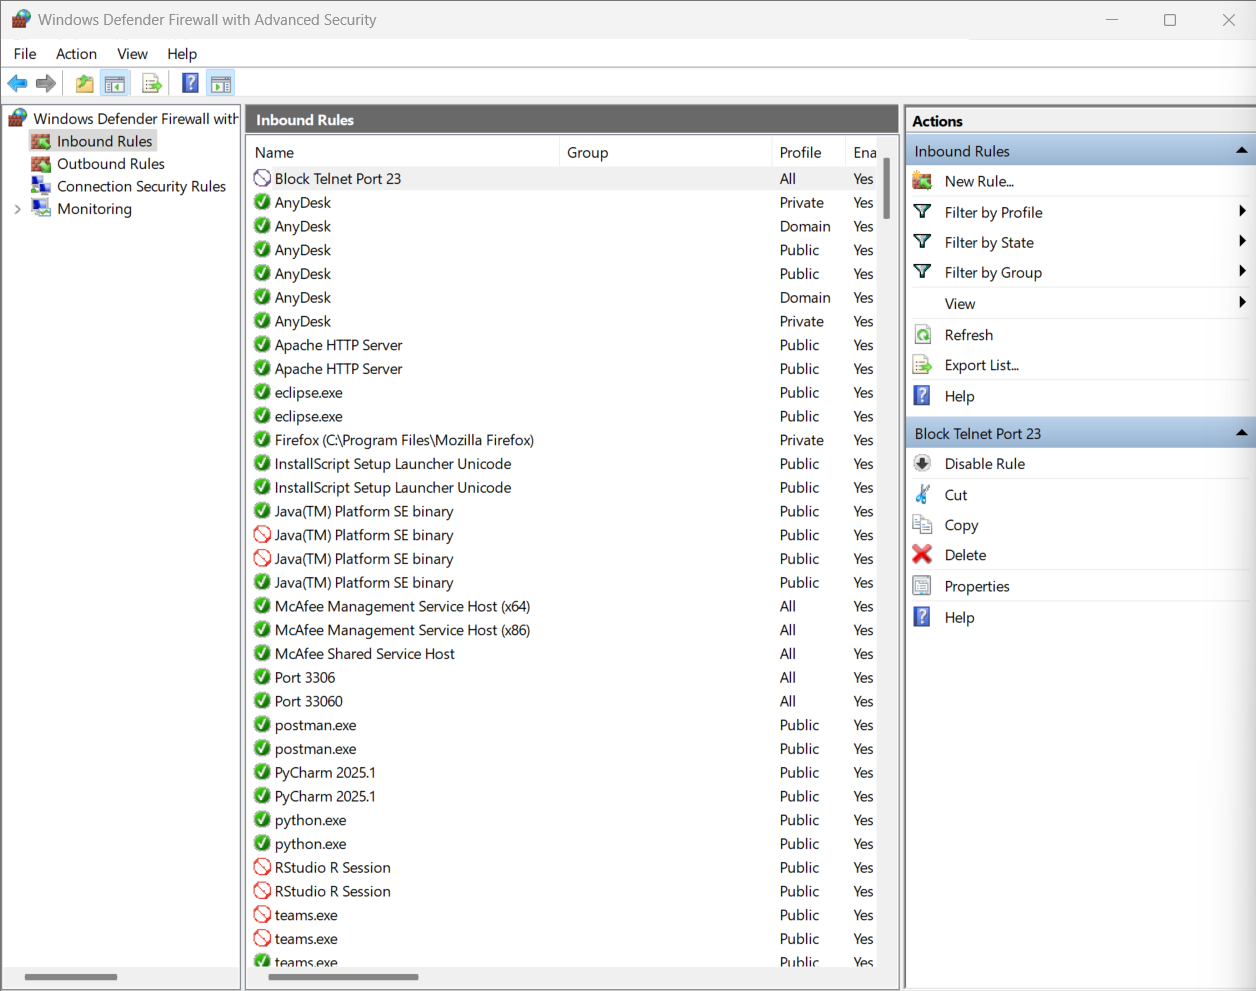 Windows Defender Firewall with Advanced Security
File Action View Help
Windows Defender Firewall with
Inbound Rules
Outbound Rules
Connection Security Rules
Monitoring
Inbound Rules
Name Group Profile Ena
Block Telnet Port 23 All Yes
AnyDesk Private Yes
AnyDesk Domain Yes
AnyDesk Public Yes
AnyDesk Public Yes
AnyDesk Domain Yes
AnyDesk Private Yes
Apache HTTP Server Public Yes
Apache HTTP Server Public Yes
eclipse.exe Public Yes
eclipse.exe Public Yes
Firefox (C:\Program Files\Mozilla Firefox) Private Yes
InstallScript Setup Launcher Unicode Public Yes
InstallScript Setup Launcher Unicode Public Yes
Java(TM) Platform SE binary Public Yes
Java(TM) Platform SE binary Public Yes
Java(TM) Platform SE binary Public Yes
Java(TM) Platform SE binary Public Yes
McAfee Management Service Host (x64) All Yes
McAfee Management Service Host (x86) All Yes
McAfee Shared Service Host All Yes
Port 3306 All Yes
Port 33060 All Yes
postman.exe Public Yes
postman.exe Public Yes
PyCharm 2025.1 Public Yes
PyCharm 2025.1 Public Yes
python.exe Public Yes
python.exe Public Yes
RStudio R Session Public Yes
RStudio R Session Public Yes
teams.exe Public Yes
teams.exe Public Yes
teams.exe Public Yes
Actions
Inbound Rules
New Rule...
Filter by Profile
Filter by State
Filter by Group
View
Refresh
Export List...
Help
Block Telnet Port 23
Disable Rule
Cut
Copy
Delete
Properties
Help